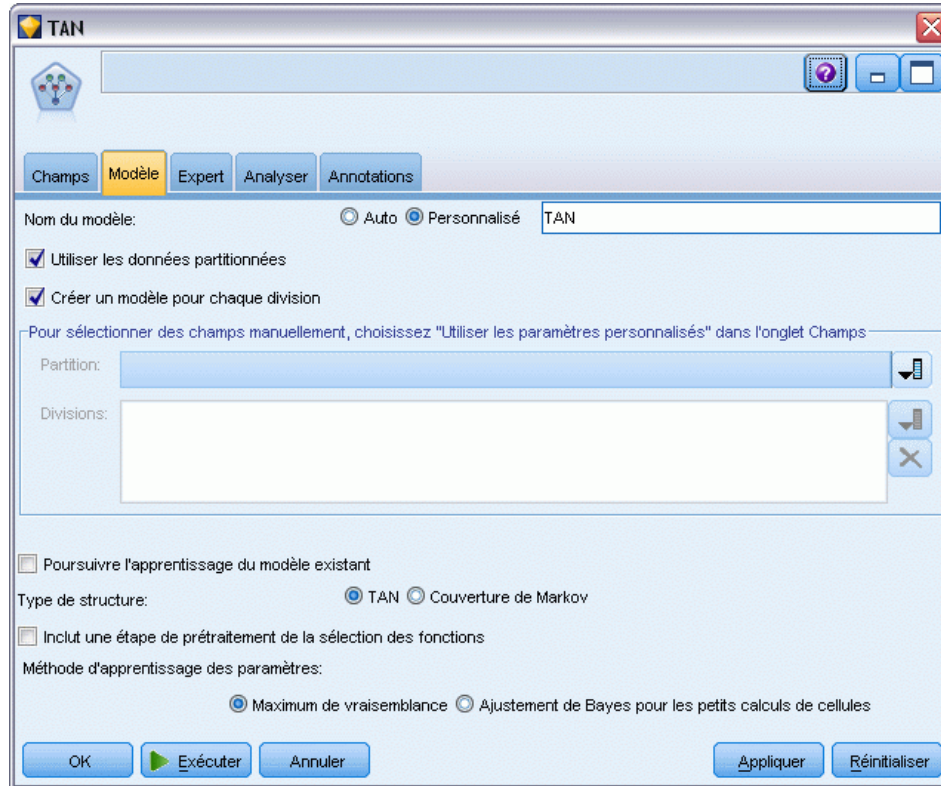 TAN
Champs Modèle Expert Analyser Annotations
Nom du modèle: Auto Personnalisé TAN
Utiliser les données partitionnées
Créer un modèle pour chaque division
Pour sélectionner des champs manuellement, choisissez "Utiliser les paramètres personnalisés" dans l'onglet Champs
Partition:
Divisions:
Poursuivre l'apprentissage du modèle existant
Type de structure: TAN Couverture de Markov
Inclut une étape de prétraitement de la sélection des fonctions
Méthode d'apprentissage des paramètres:
Maximum de vraisemblance Ajustement de Bayes pour les petits calculs de cellules
OK Exécuter Annuler Appliquer Réinitialiser